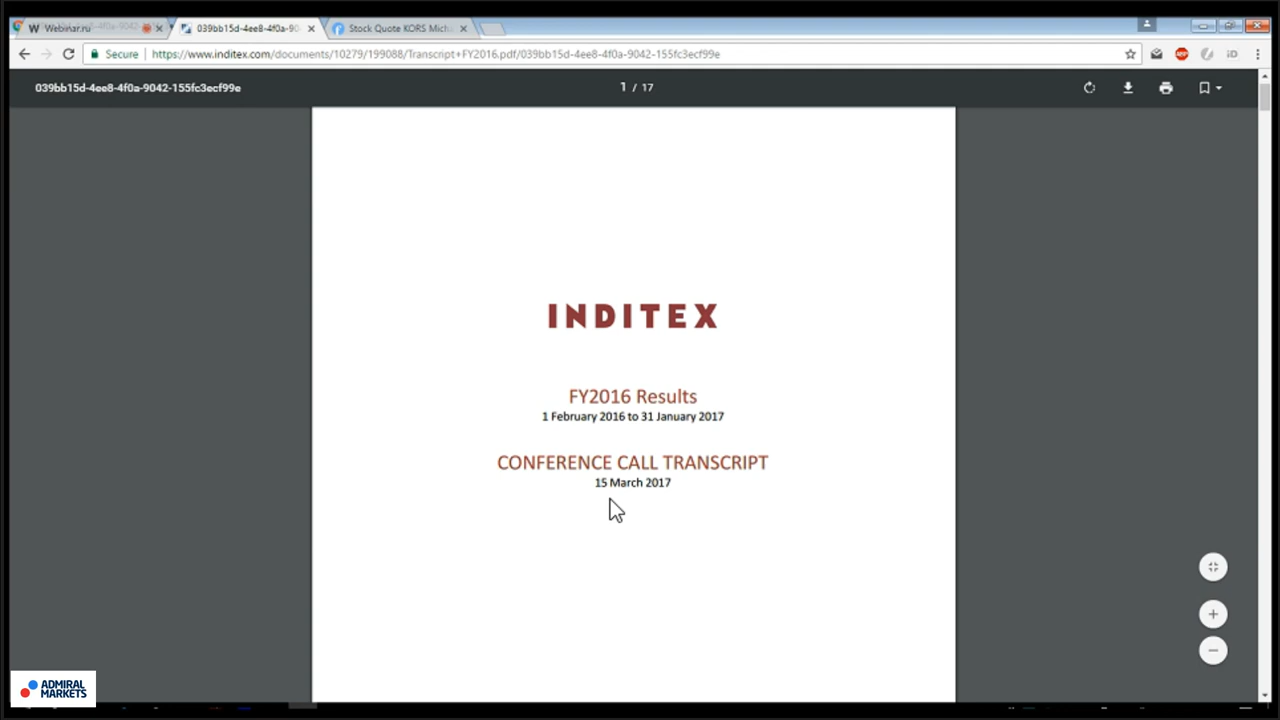 Webinar.ru
039bb15d-4ee8-4f0a-90
Stock Quote KORS Mich
Secure
https://www.inditex.com/documents/10279/199088/Transcript+FY2016.pdf/039bb15d-4ee8-4f0a-9042-155fc3ecf99e
ABP
iD
039bb15d-4ee8-4f0a-9042-155fc3ecf99e
1 / 17
INDITEX
FY2016 Results
1 February 2016 to 31 January 2017
CONFERENCE CALL TRANSCRIPT
15 March 2017
ADMIRAL
MARKETS